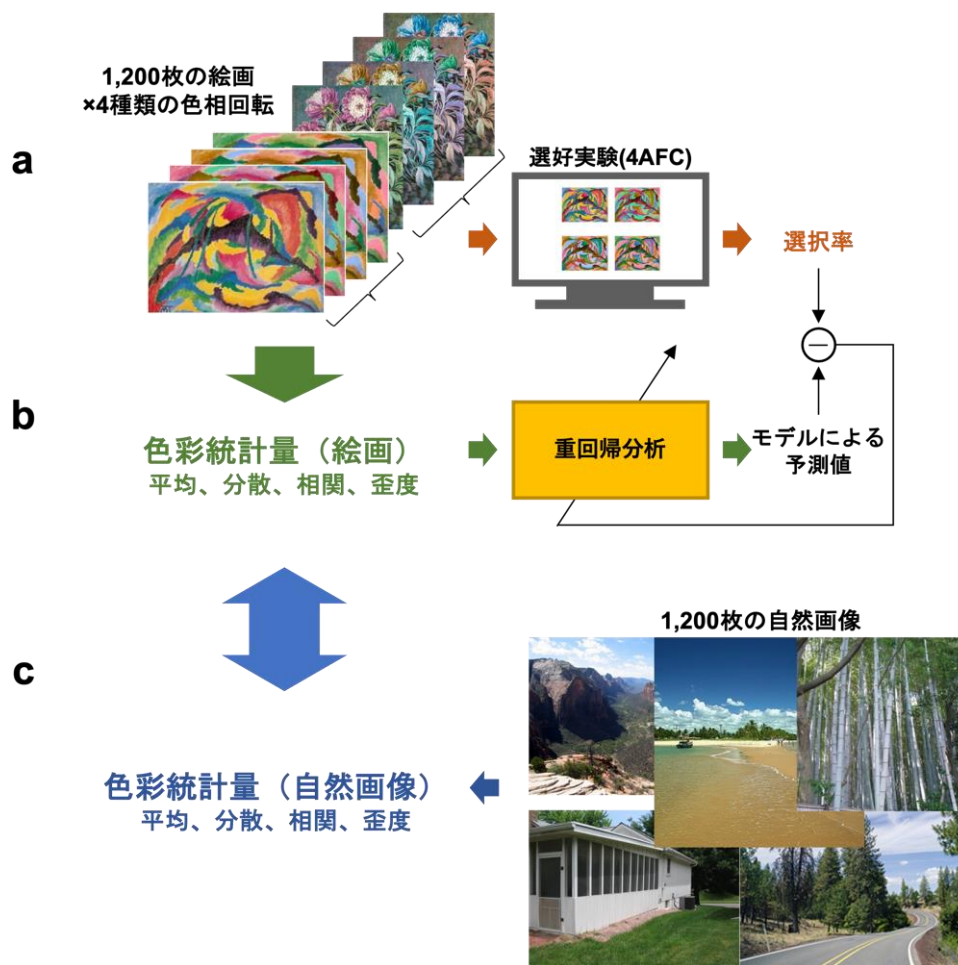 1,200枚の絵画
×4種類の色相回転
a
選好実験(4AFC)
選択率
b
色彩統計量（絵画）
平均、分散、相関、歪度
重回帰分析
モデルによる
予測値
1,200枚の自然画像
c
色彩統計量（自然画像）
平均、分散、相関、歪度